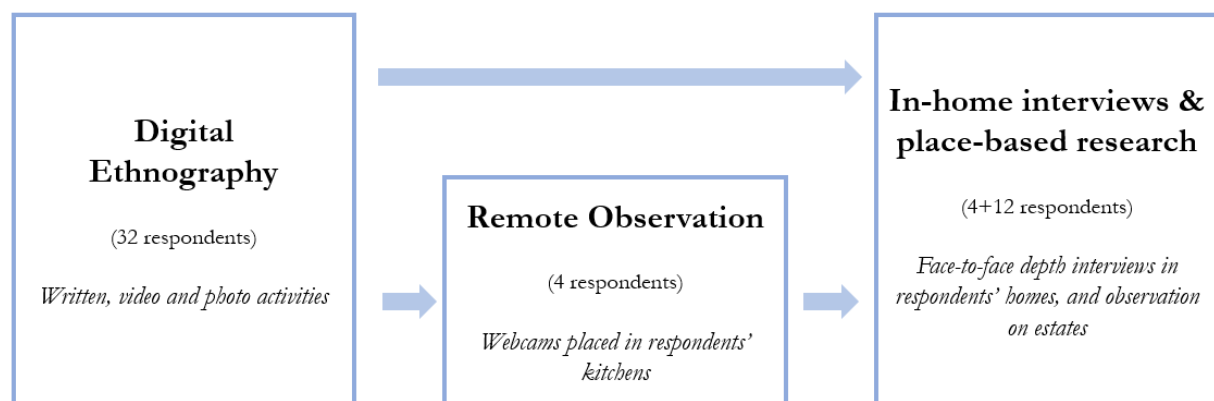 Digital
Ethnography
(32 respondents)
Written, video and photo activities
Remote Observation
(4 respondents)
Webcams placed in respondents’
kitchens
In-home interviews &
place-based research
(4+12 respondents)
Face-to-face depth interviews in
respondents’ homes, and observation
on estates